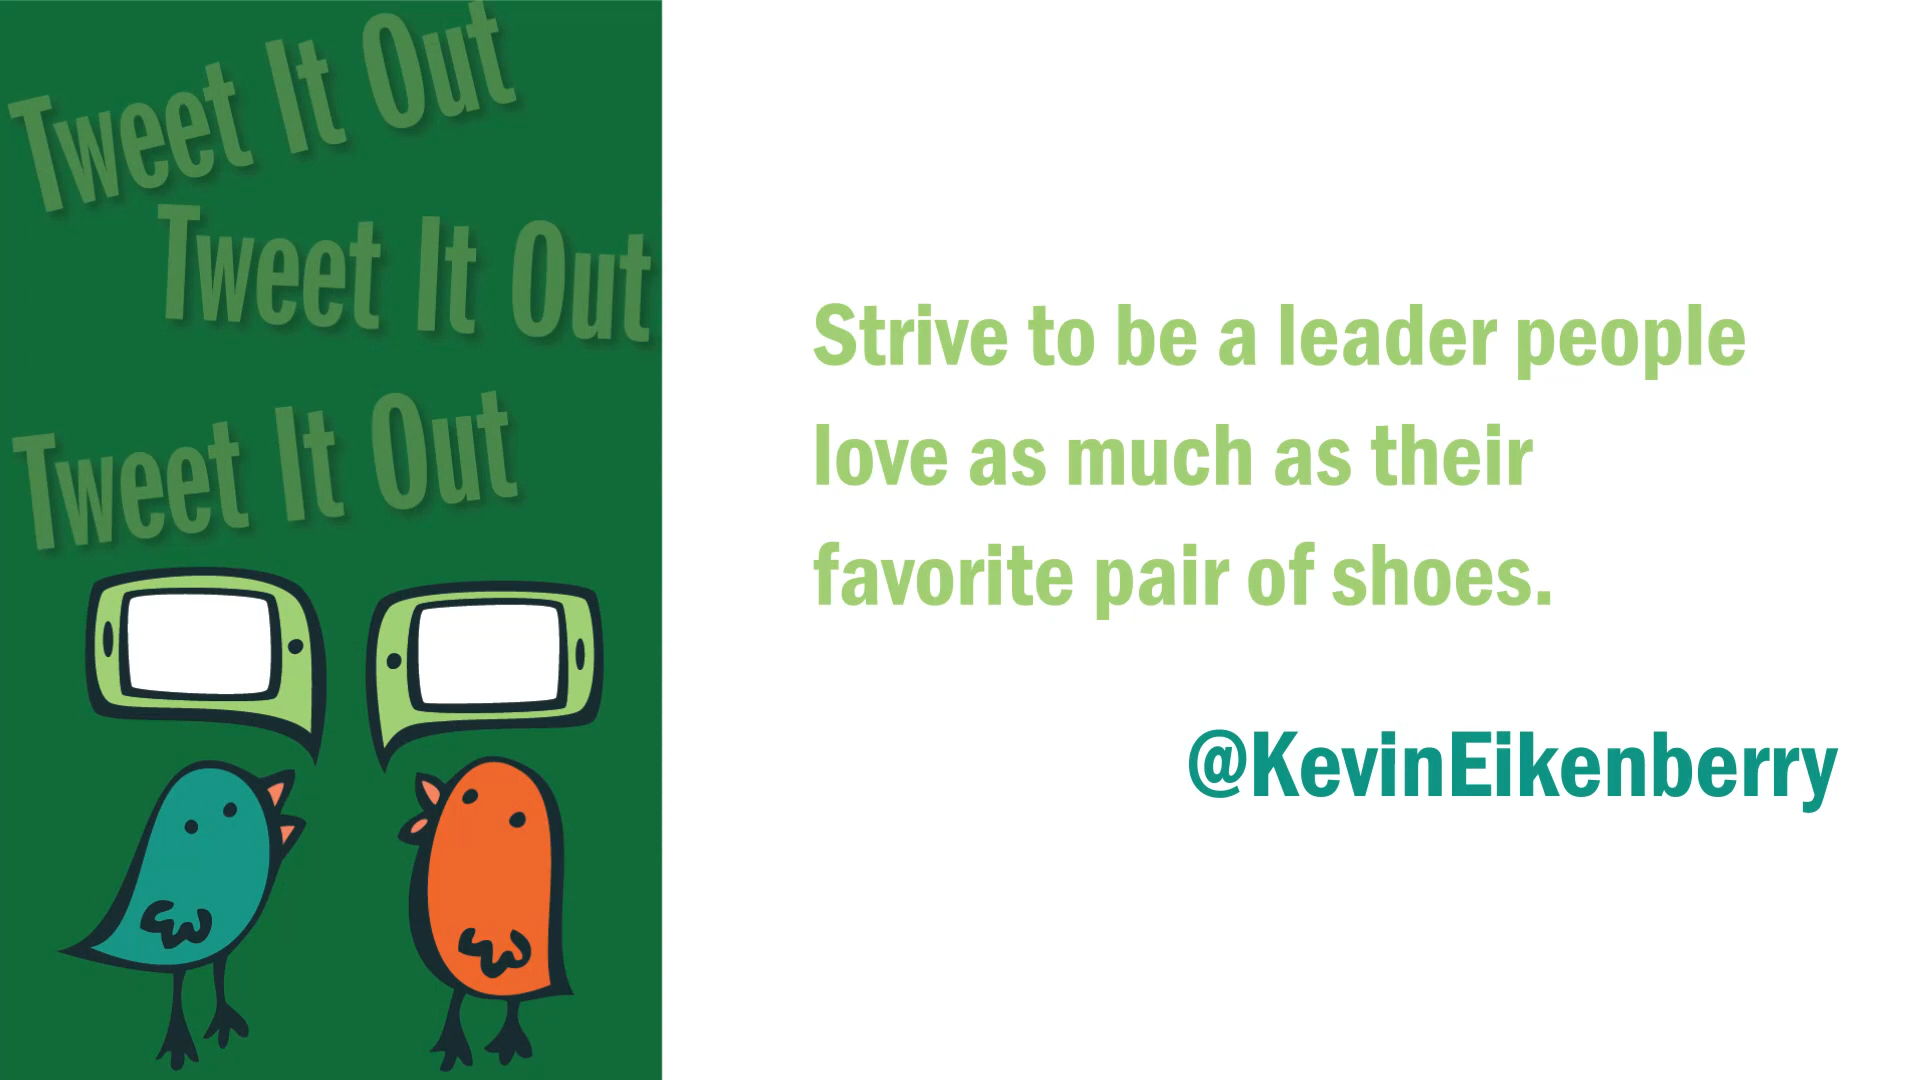 Tweet It Out
Tweet It Out
Tweet It Out
Strive to be a leader people
love as much as their
favorite pair of shoes.
@KevinEikenberry